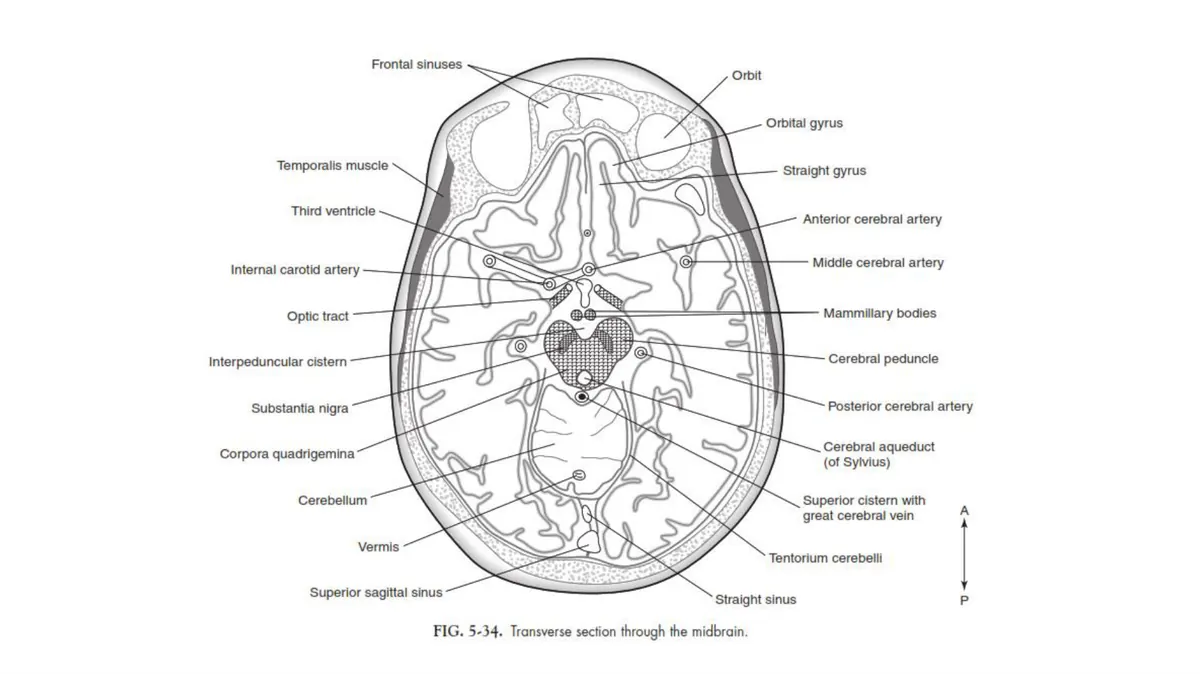 Frontal sinuses
Orbit
Orbital gyrus
Temporalis muscle
Straight gyrus
Third ventricle
Anterior cerebral artery
Internal carotid artery
Middle cerebral artery
Optic tract
Mammillary bodies
Interpeduncular cistern
Cerebral peduncle
Substantia nigra
Posterior cerebral artery
Corpora quadrigemina
Cerebral aqueduct
(of Sylvius)
Cerebellum
Superior cistern with
great cerebral vein
Vermis
Tentorium cerebelli
Superior sagittal sinus
Straight sinus
A
P
FIG. 5-34. Transverse section through the midbrain.